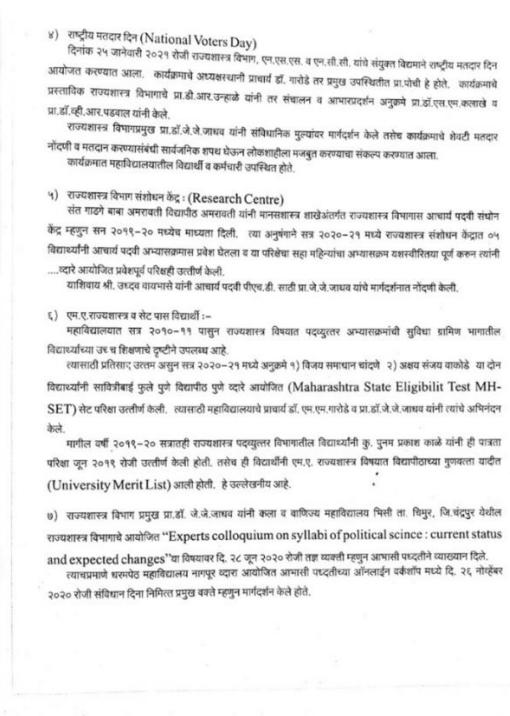 ४) राष्ट्रीय मतदार दिन (National Voters Day)
दिनांक २५ जानेवारी २०२१ रोजी राज्यशास्त्र विभाग, एन.एस.एस. व एन.सी.सी. यांचे संयुक्त विद्यमाने राष्ट्रीय मतदार दिन
आयोजत करण्यात आला. कार्यक्रमाचे अध्यक्षस्थानी प्राचार्य डॉ. गारोडे तर प्रमुख उपस्थितीत प्रा.पोची हे होते. कार्यक्रमाचे
प्रस्ताविक राज्यशास्त्र विभागाचे प्रा.डी.आर.उन्हाळे यांनी तर संचालन व आभारप्रदर्शन अनुक्रमे प्रा.डॉ.एस.एम.कलाखे व
प्रा.डॉ.व्ही.आर.पडवाल यांनी केले.
राज्यशास्त्र विभागप्रमुख प्रा.डॉ.जे.जे.जाधव यांनी संविधानिक मुल्यांवर मार्गदर्शन केले तसेच कार्यक्रमाचे शेवटी मतदार
नोंदणी व मतदान करण्यासंबंधी सार्वजनिक शपथ घेऊन लोकशाहीला मजबुत करण्याचा संकल्प करण्यात आला.
कार्यक्रमात महाविद्यालयातील विद्यार्थी व कर्मचारी उपस्थित होते.
५) राज्यशास्त्र विभाग संशोधन केंद्र : (Research Centre)
संत गाडगे बाबा अमरावती विद्यापीठ अमरावती यांनी मानसशास्त्र शाखेअंतर्गत राज्यशास्त्र विभागास आचार्य पदवी संधोन
केंद्र म्हणुन सन २०१९-२० मध्येच माध्यता दिली. त्या अनुषंगाने सत्र २०२०-२१ मध्ये राज्यशास्त्र संशोधन केंद्रात ०५
विद्यार्थ्यांनी आचार्य पदवी अभ्यासक्रमास प्रवेश घेतला व या परिक्षेचा सहा महिन्यांचा अभ्यासक्रम यशस्वीरितया पूर्ण करुन त्यांनी
....व्दारे आयोजित प्रवेशपूर्व परिक्षही उत्तीर्ण केली.
याशिवाय श्री. उध्दव वायभासे यांनी आचार्य पदवी पीएच.डी. साठी प्रा.जे.जे.जाधव यांचे मार्गदर्शनात नोंदणी केली.
६) एम.ए.राज्यशास्त्र व सेट पास विद्यार्थी :–
महाविद्यालयात सत्र २०१०-११ पासुन राज्यशास्त्र विषयात पदव्युत्तर अभ्यासक्रमांची सुविधा ग्रामिण भागातील
विद्यार्थ्याच्या उच्च शिक्षणाचे दृष्टीने उपलब्ध आहे.
त्यासाठी प्रतिसाद उत्तम असुन सत्र २०२०-२१ मध्ये अनुक्रमे १) विजय समाधान चांदणे २) अक्षय संजय वाकोडे या दोन
विद्यार्थ्यांनी सावित्रीबाई फुले पुणे विद्यापीठ पुणे व्दारे आयोजित (Maharashtra State Eligibilit Test MH-
SET) सेट परिक्षा उत्तीर्ण केली. त्यासाठी महाविद्यालयाचे प्राचार्य डॉ. एम.एम.गारोडे व प्रा.डॉ.जे.जे.जाधव यांनी त्यांचे अभिनंदन
केले.
मागील वर्षी २०१९-२० सत्रातही राज्यशास्त्र पदव्युत्तर विभागातील विद्यार्थ्यांनी कु. पुनम प्रकाश काळे यांनी ही पात्रता
परिक्षा जून २०१९ रोजी उत्तीर्ण केली होती. तसेच ही विद्यार्थीनी एम.ए. राज्यशास्त्र विषयात विद्यापीठाच्या गुणवत्ता यादीत
(University Merit List) आली होती. हे उल्लेखनीय आहे.
७) राज्यशास्त्र विभाग प्रमुख प्रा.डॉ. जे.जे.जाधव यांनी कला व वाणिज्य महाविद्यालय भिसी ता. चिमुर, जि.चंद्रपुर येथील
राज्यशास्त्र विभागाचे आयोजित “Experts colloquium on syllabi of political scince : current status
and expected changes”या विषयावर दि. २८ जून २०२० रोजी तज्ञ व्यक्ती म्हणुन आभासी पध्दतीने व्याख्यान दिले.
त्याचप्रमाणे धरमपेठ महाविद्यालय नागपूर व्दारा आयोजित आभासी पध्दतीच्या ऑनलाईन वर्कशॉप मध्ये दि. २६ नोव्हेंबर
२०२० रोजी संविधान दिना निमित्त प्रमुख वक्ते म्हणुन मार्गदर्शन केले होते.